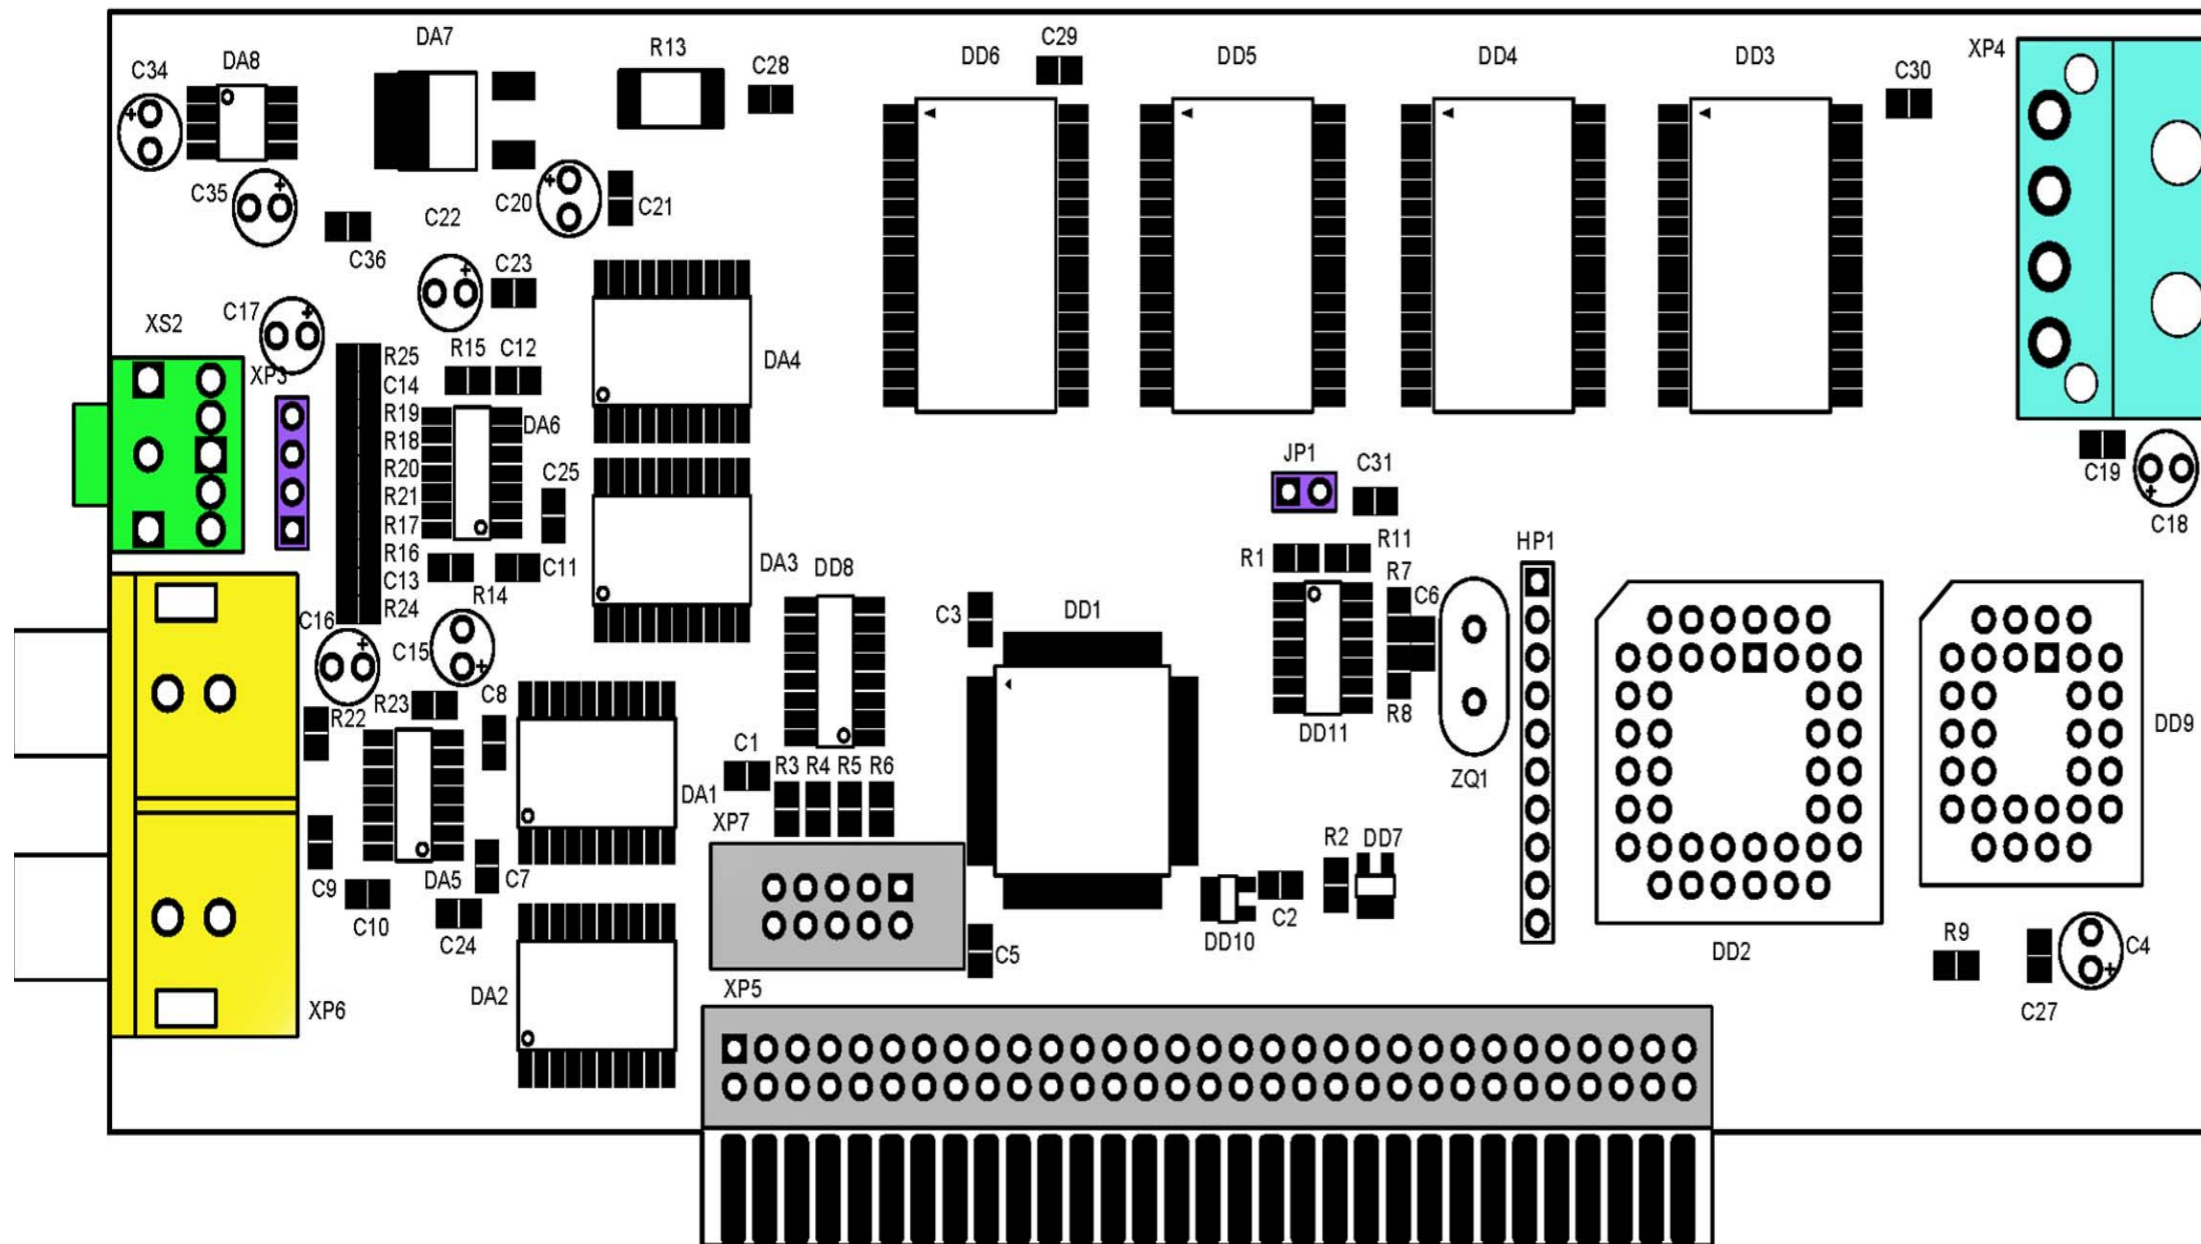 DA7
C29
R13
XP4
DD6
DD5
DD4
DD3
DA8
C34
C28
C30
C35
C20
C21
C22
C36
C23
C17
XS2
R15
C12
R25
DA4
XP3
C14
R19
DA6
R18
JP1
C31
R20
C25
C19
R21
R17
C18
R16
R1
R11
HP1
DA3
C11
DD8
C13
R7
R14
C6
R24
C3
DD1
C16
C15
C8
R23
R22
R8
DD9
DD11
C1
R3
R4
R5
R6
ZQ1
DA1
XP7
R2
DD7
DA5
C7
C9
C10
C2
R9
C24
DD10
C4
DD2
C5
XP5
DA2
XP6
C27